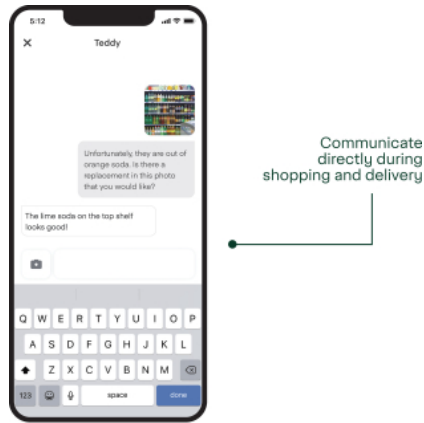 5:12
Teddy
Unfortunately, they are out of
orange soda. Is there a
replacement in this photo
that you would like?
The lime soda on the top shelf
looks good!
Q W E R T Y U I O P
A S D F G H J K L
Z X C V B N M
123 space done
Communicate
directly during
shopping and delivery